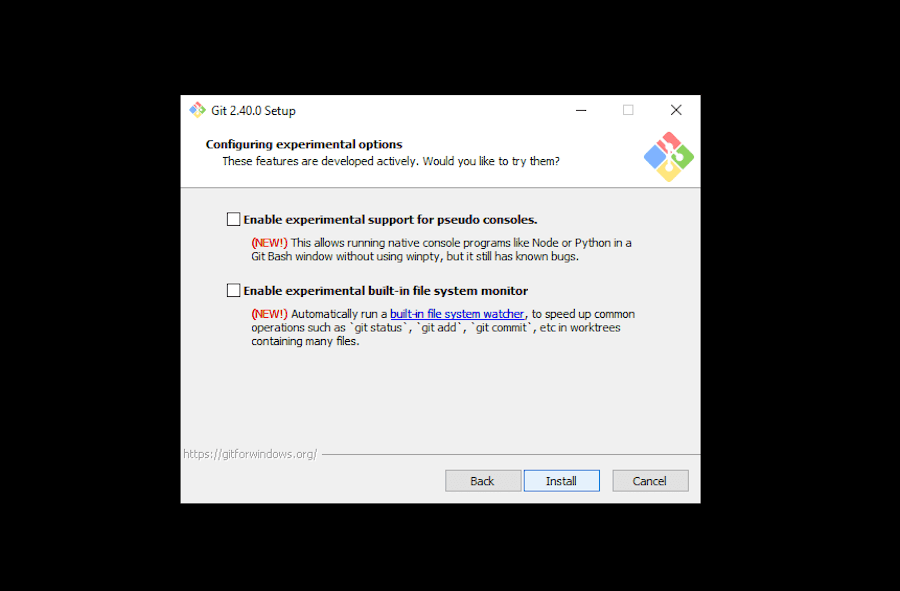 Git 2.40.0 Setup
Configuring experimental options
These features are developed actively. Would you like to try them?
Enable experimental support for pseudo consoles.
(NEW!) This allows running native console programs like Node or Python in a
Git Bash window without using winpty, but it still has known bugs.
Enable experimental built-in file system monitor
(NEW!) Automatically run a built-in file system watcher, to speed up common
operations such as `git status`, `git add`, `git commit`, etc in worktrees
containing many files.
https://gitforwindows.org/
Back Install Cancel